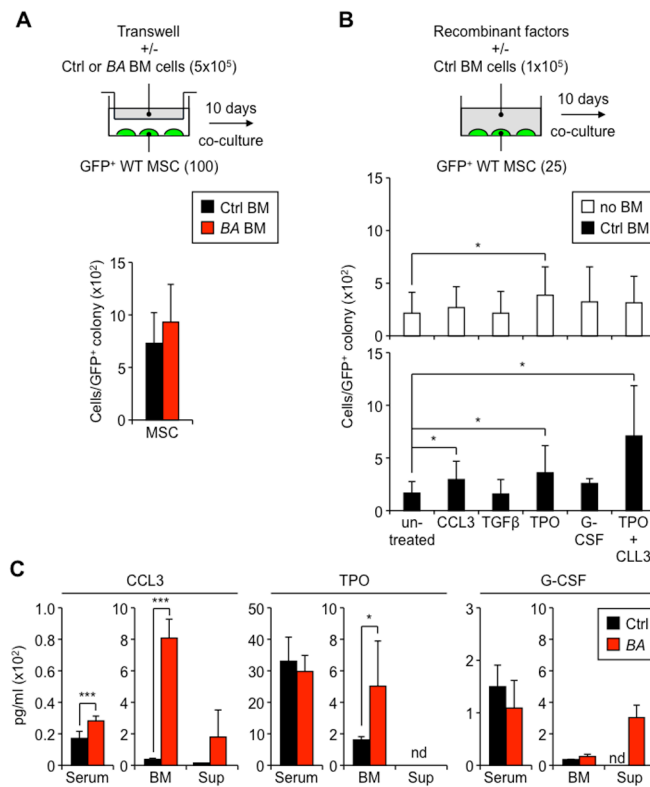 A
Transwell
+/-
Ctrl or BA BM cells (5x10⁵)
10 days
co-culture
GFP⁺ WT MSC (100)
Ctrl BM
BA BM
Cells/GFP⁺ colony (x10²)
15
10
5
0
MSC
B
Recombinant factors
+/-
Ctrl BM cells (1x10⁵)
10 days
co-culture
GFP⁺ WT MSC (25)
no BM
Ctrl BM
Cells/GFP⁺ colony (x10²)
15
10
5
0
*
15
10
5
0
*
*
*
un-
treated
CCL3
TGFβ
TPO
G-
CSF
TPO
+
CLL3
C
CCL3
TPO
G-CSF
pg/ml (x10²)
1.0
0.8
0.6
0.4
0.2
0.0
***
Serum
10
8
6
4
2
0
***
BM
Sup
50
40
30
20
10
0
Serum
10
8
6
4
2
0
*
nd
BM
Sup
3
2
1
0
Serum
10
8
6
4
2
0
nd
BM
Sup
Ctrl
BA